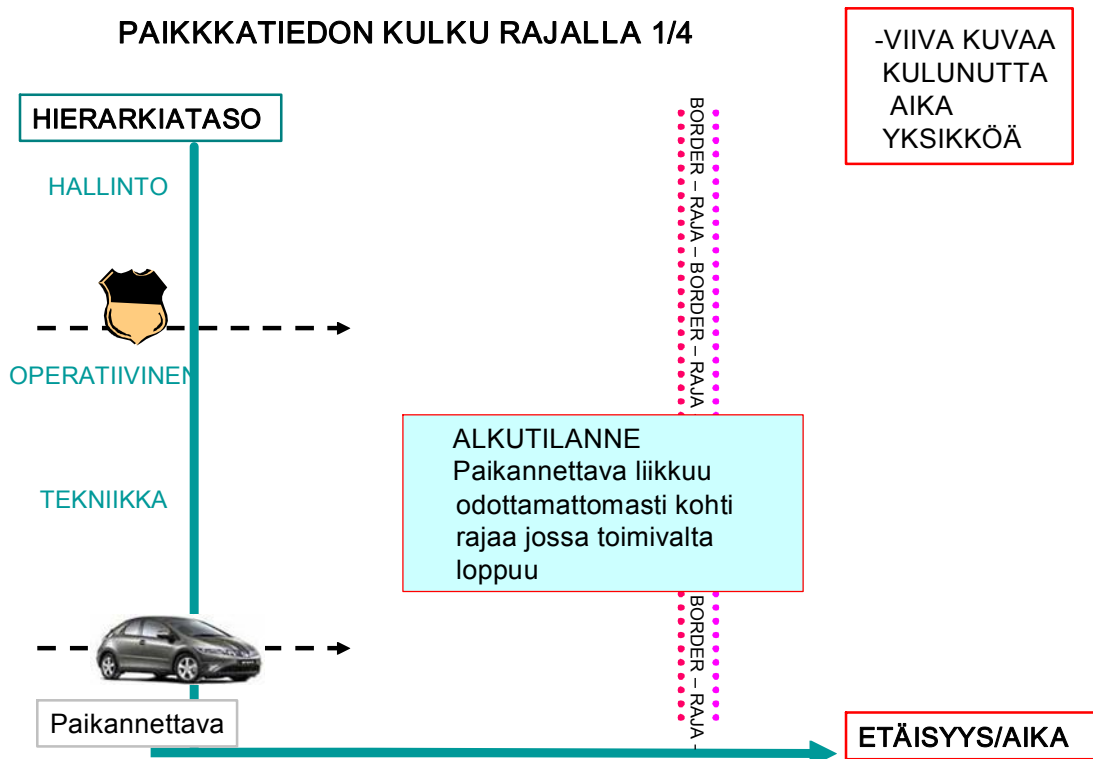 PAIKKKATIEDON KULKU RAJALLA 1/4
-VIIVA KUVAA
KULUNUTTA
AIKA
YKSIKKÖÄ
HIERARKIATASO
HALLINTO
OPERATIIVINEN
TEKNIIKKA
BORDER – RAJA – BORDER – RAJA
ALKUTILANNE
Paikannettava liikkuu
odottamattomasti kohti
rajaa jossa toimivalta
loppuu
BORDER – RAJA –
Paikannettava
ETÄISYYS/AIKA